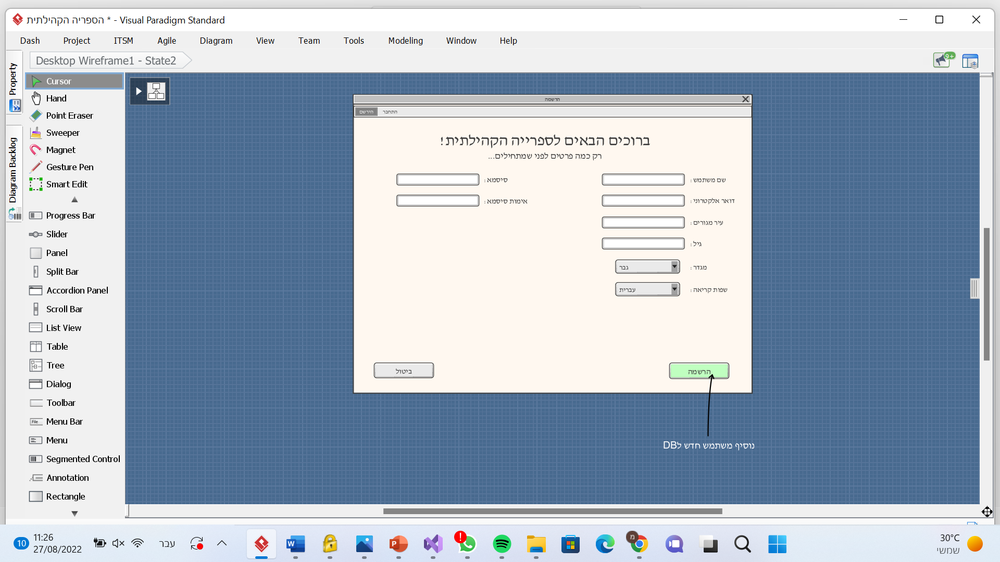 הספריה הקהילתית * - Visual Paradigm Standard
Dash Project ITSM Agile Diagram View Team Tools Modeling Window Help
Desktop Wireframe1 - State2
9+
Property
Diagram Backlog
Cursor
Hand
Point Eraser
Sweeper
Magnet
Gesture Pen
Smart Edit
Progress Bar
Slider
Panel
Split Bar
Accordion Panel
Scroll Bar
List View
Table
Tree
Dialog
Toolbar
File
Menu Bar
Menu
Segmented Control
Annotation
Rectangle
הרשמה
הירשם התחבר
ברוכים הבאים לספרייה הקהילתית!
רק כמה פרטים לפני שמתחילים...
שם משתמש :
סיסמא :
דואר אלקטרוני :
אימות סיסמא :
עיר מגורים :
גיל :
מגדר :
גבר
שפות קריאה :
עברית
הרשמה
ביטול
נוסיף משתמש חדש לDB
10
11:26
27/08/2022
עבר
W
P
!
מ
30°C
שמשי